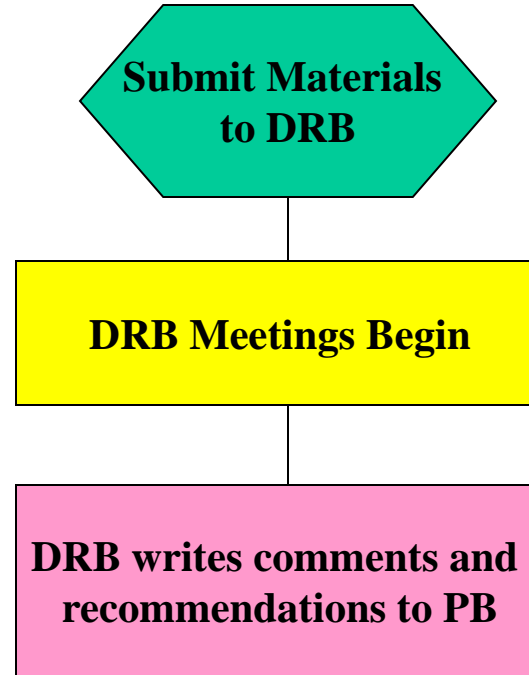 Submit Materials
to DRB
DRB Meetings Begin
DRB writes comments and
recommendations to PB